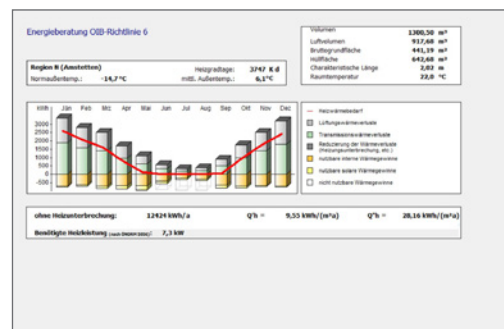 Energieberatung OIB-Richtlinie 6
Volumen 1300,50 m³
Luftvolumen 917,68 m³
Bruttogrundfläche 441,19 m²
Hüllfläche 642,68 m²
Charakteristische Länge 2,02 m
Raumtemperatur 22,0 °C
Region N (Amstetten) Heizgradtage: 3747 K d
Normaußentemp.: -14,7 °C mittl. Außentemp.: 6,1°C
kWh Jän Feb Mär Apr Mai Jun Jul Aug Sep Okt Nov Dez
3000
2500
2000
1500
1000
500
0
-500
Heizwärmebedarf
Lüftungswärmeverluste
Transmissionswärmeverluste
Reduzierung der Wärmeverluste
(Heizungsunterbrechung, etc.)
nutzbare interne Wärmegewinne
nutzbare solare Wärmegewinne
nicht nutzbare Wärmegewinne
ohne Heizunterbrechung: 12424 kWh/a Q'h = 9,55 kWh/(m³a) Q"h = 28,16 kWh/(m²a)
Benötigte Heizleistung : 7,3 kW